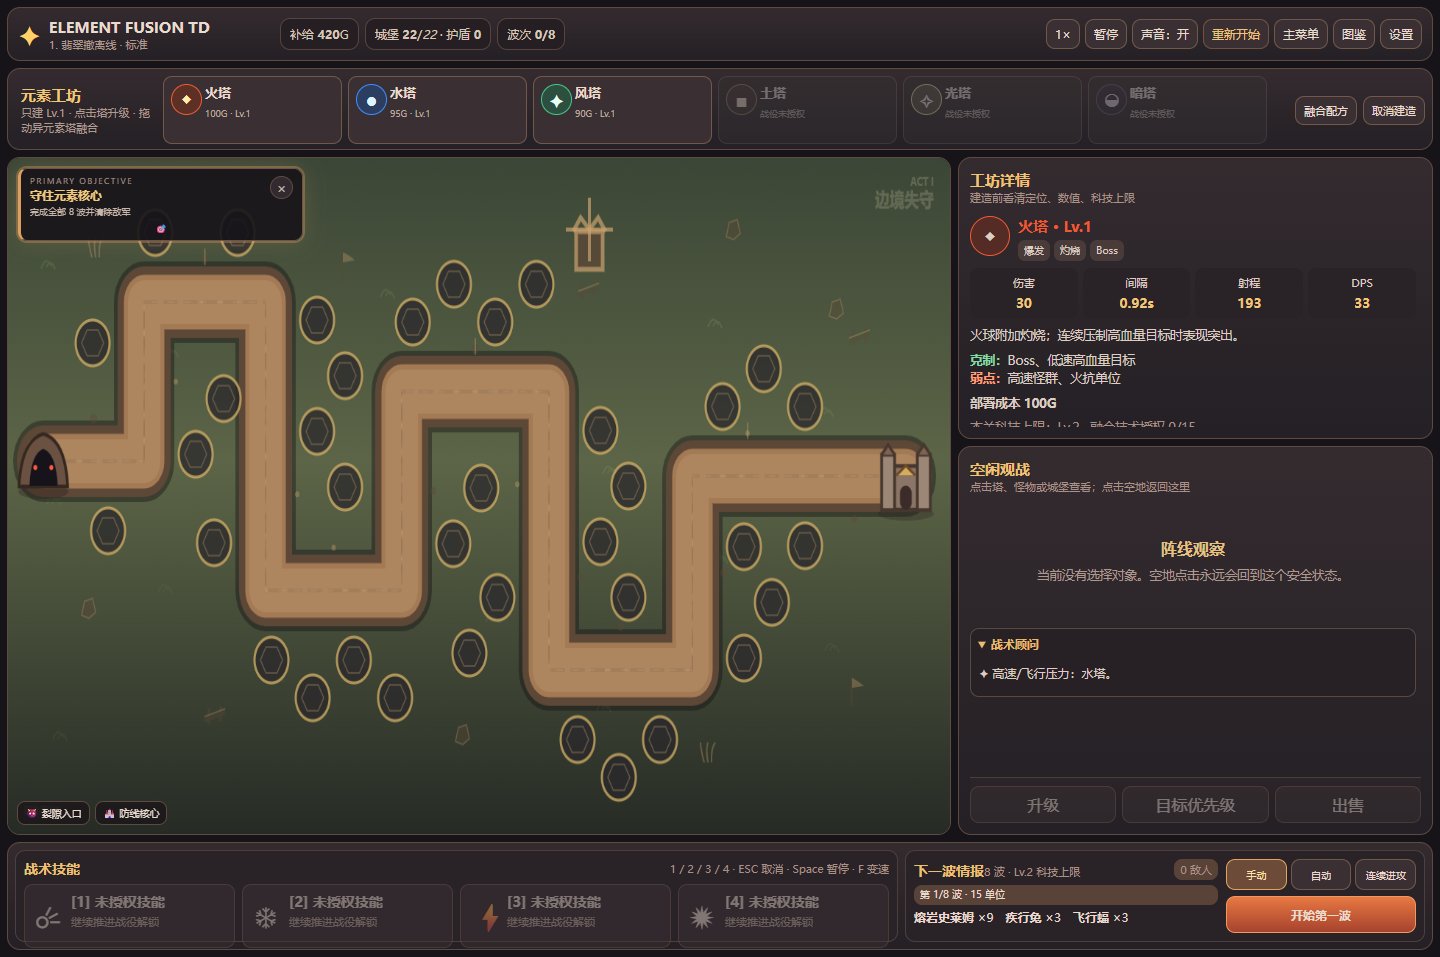 ELEMENT FUSION TD
1. 翡翠撤离线 · 标准
补给 420G
城堡 22/22 · 护盾 0
波次 0/8
1×
暂停
声音：开
重新开始
主菜单
图鉴
设置
元素工坊
只建 Lv.1 · 点击塔升级 · 拖动异元素塔融合
火塔
100G · Lv.1
水塔
95G · Lv.1
风塔
90G · Lv.1
土塔
战役未授权
光塔
战役未授权
暗塔
战役未授权
融合配方
取消建造
PRIMARY OBJECTIVE
守住元素核心
完成全部 8 波并清除敌军
×
ACT I
边境失守
裂隙入口
防线核心
工坊详情
建造前看清定位、数值、科技上限
火塔 • Lv.1
爆发
灼烧
Boss
伤害
30
间隔
0.92s
射程
193
DPS
33
火球附加灼烧；连续压制高血量目标时表现突出。
克制：Boss、低速高血量目标
弱点：高速怪群、火抗单位
部署成本 100G
本关科技上限：Lv.2 · 融合技术授权 0/15
空闲观战
点击塔、怪物或城堡查看；点击空地返回这里
阵线观察
当前没有选择对象。空地点击永远会回到这个安全状态。
▼ 战术顾问
✦ 高速/飞行压力：水塔。
升级
目标优先级
出售
战术技能
1 / 2 / 3 / 4 · ESC 取消 · Space 暂停 · F 变速
[1] 未授权技能
继续推进战役解锁
[2] 未授权技能
继续推进战役解锁
[3] 未授权技能
继续推进战役解锁
[4] 未授权技能
继续推进战役解锁
下一波情报8 波 · Lv.2 科技上限
0 敌人
第 1/8 波 · 15 单位
熔岩史莱姆 ×9 疾行兔 ×3 飞行蝠 ×3
手动
自动
连续进攻
开始第一波